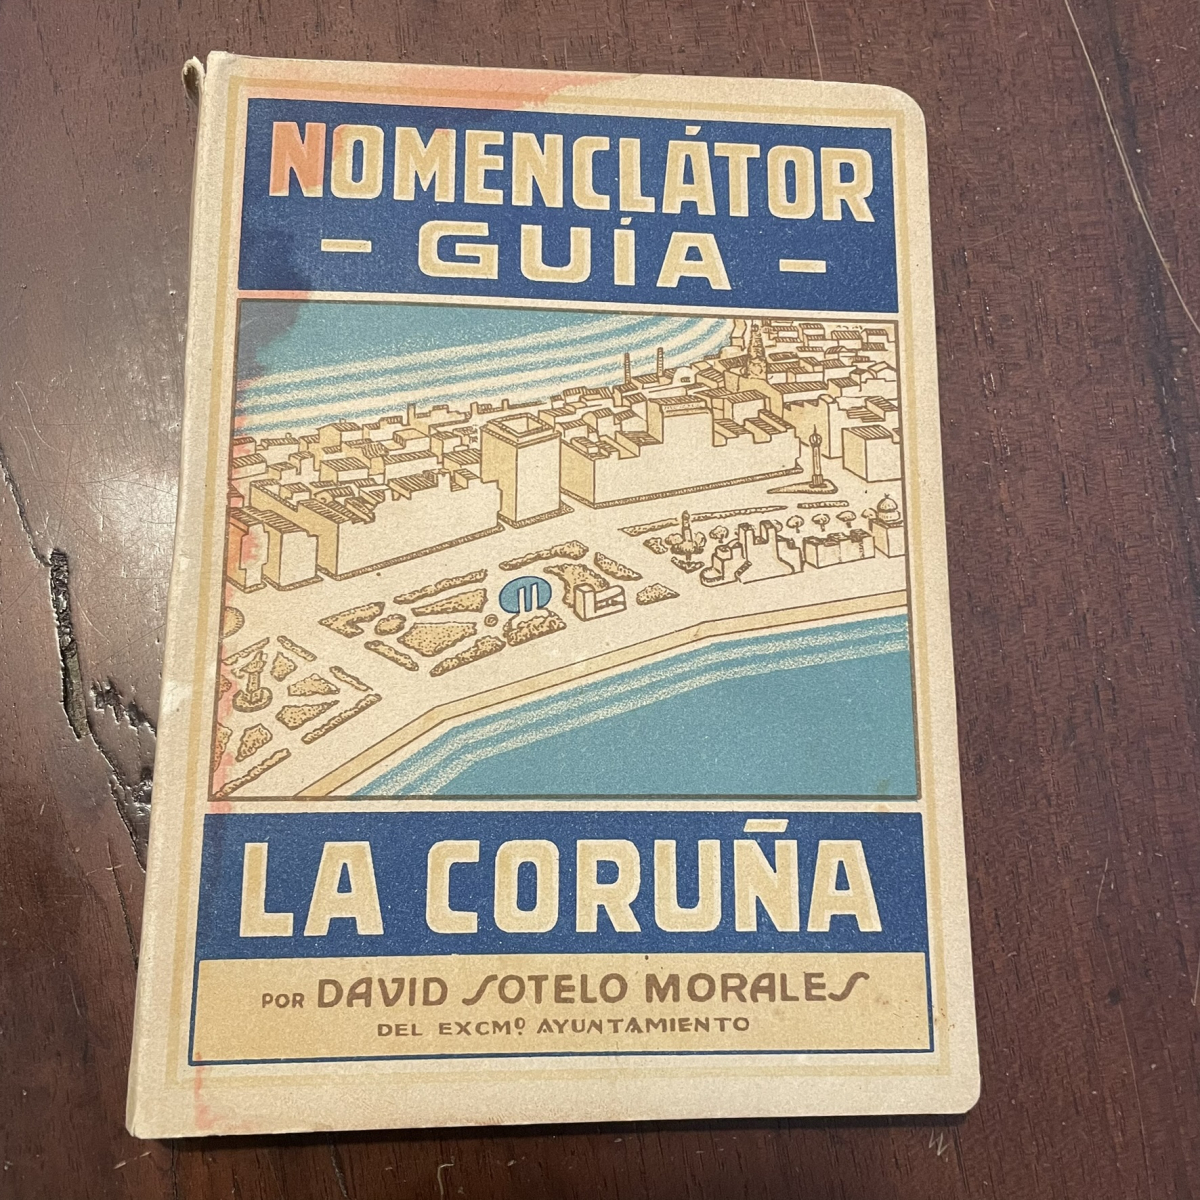 NOMENCLÁTOR
- GUÍA -
LA CORUÑA
POR DAVID SOTELO MORALES
DEL EXCMº AYUNTAMIENTO